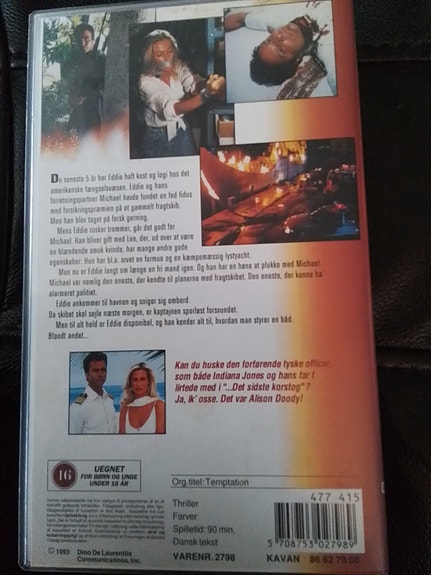 De seneste 5 år har Eddie haft kost og logi hos det
amerikanske fængselsvæsen. Eddie og hans
forretningspartner Michael havde fundet en fed fidus
med forsikringspræmien på et gammelt fragtskib.
Men han blev taget på fersk gerning.
Mens Eddie rusker tremmer, går det godt for
Michael. Han bliver gift med Lee, der, ud over at være
en blændende smuk kvinde, har mange andre gode
egenskaber: Hun har bl.a. arvet en formue og en kæmpemæssig lystyacht.
Men nu er Eddie langt om længe en fri mand igen. Og han har en høne at plukke med Michael.
Michael var nemlig den eneste, der kendte til planerne med fragtskibet. Den eneste, der kunne ha'
alarmeret politiet.
Eddie ankommer til havnen og sniger sig ombord.
Da skibet skal sejle næste morgen, er kaptajnen sporløst forsvundet.
Men til alt held er Eddie disponibel, og han kender alt til, hvordan man styrer en båd.
Blandt andet...
Kan du huske den forførende tyske officer,
som både Indiana Jones og hans far f
lirtede med i "...Det sidste korstog"?
Ja, ik' osse. Det var Alison Doody!
16
UEGNET
FOR BØRN OG UNGE
UNDER 16 ÅR
Org.titel: Temptation
Thriller
Farver
Spilletid: 90 min.
Dansk tekst
VARENR. 2798
477 415
5 708753 027989
KAVAN 86 52 70 00
© 1993 Dino De Laurentiis
Communications, Inc.